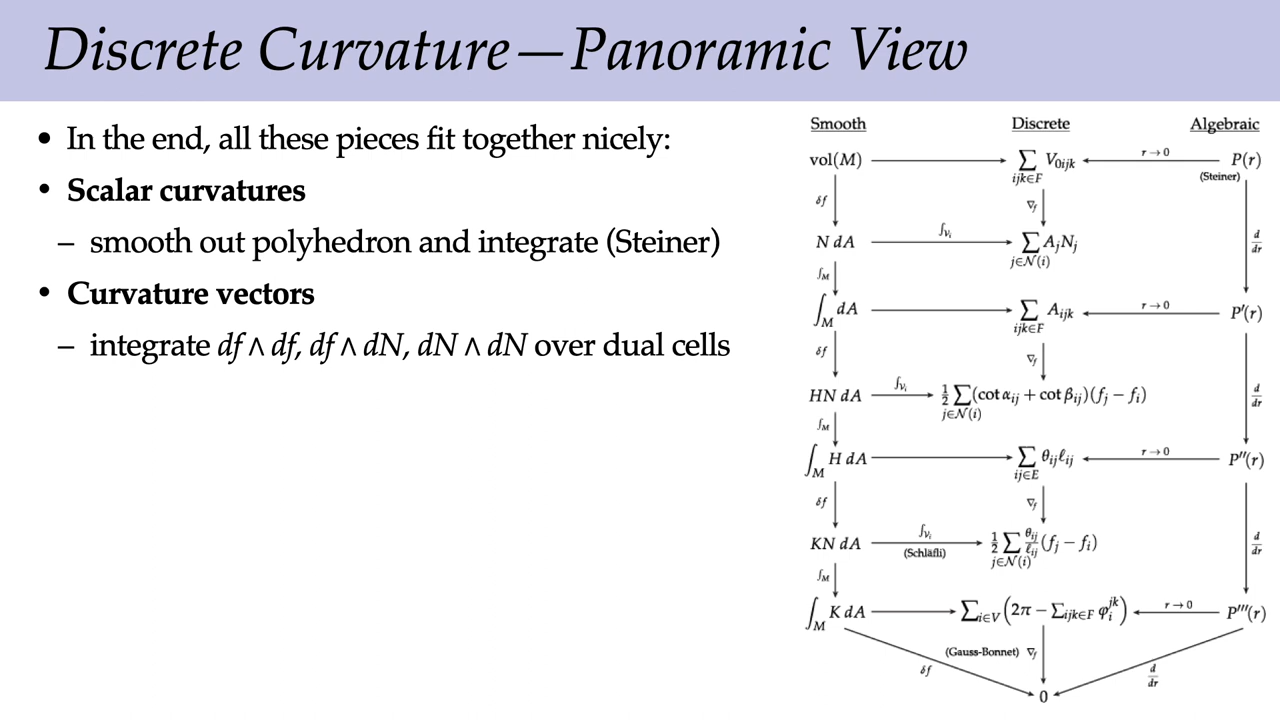 Discrete Curvature—Panoramic View
• In the end, all these pieces fit together nicely:
• Scalar curvatures
– smooth out polyhedron and integrate (Steiner)
• Curvature vectors
– integrate df ∧ df, df ∧ dN, dN ∧ dN over dual cells
Smooth Discrete Algebraic
vol(M) ∑_{ijk∈F} V_{0ijk} r→0 P(r)
(Steiner)
δf ∇_f
N dA ∫_{V_i} ∑_{j∈𝒩(i)} A_j N_j d/dr
∫_M
∫_M dA ∑_{ijk∈F} A_{ijk} r→0 P′(r)
δf ∇_f
HN dA ∫_{V_i} ½ ∑_{j∈𝒩(i)} (cot α_{ij} + cot β_{ij})(f_j − f_i) d/dr
∫_M
∫_M H dA ∑_{ij∈E} θ_{ij} ℓ_{ij} r→0 P″(r)
δf ∇_f
KN dA ∫_{V_i} (Schläfli) ½ ∑_{j∈𝒩(i)} θ_{ij}/ℓ_{ij} (f_j − f_i) d/dr
∫_M
∫_M K dA ∑_{i∈V} (2π − ∑_{ijk∈F} φ_i^{jk}) r→0 P‴(r)
(Gauss-Bonnet) ∇_f
δf d/dr
0